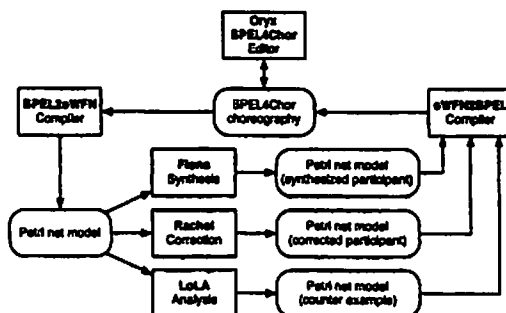 Oryx
BPEL4Chor
Editor
BPEL2oWFN
Compiler
BPEL4Chor
choreography
oWFN2BPEL
Compiler
Fiona
Synthesis
Petri net model
(synthesized participant)
Petri net model
Rachel
Correction
Petri net model
(corrected participant)
LoLA
Analysis
Petri net model
(counter example)